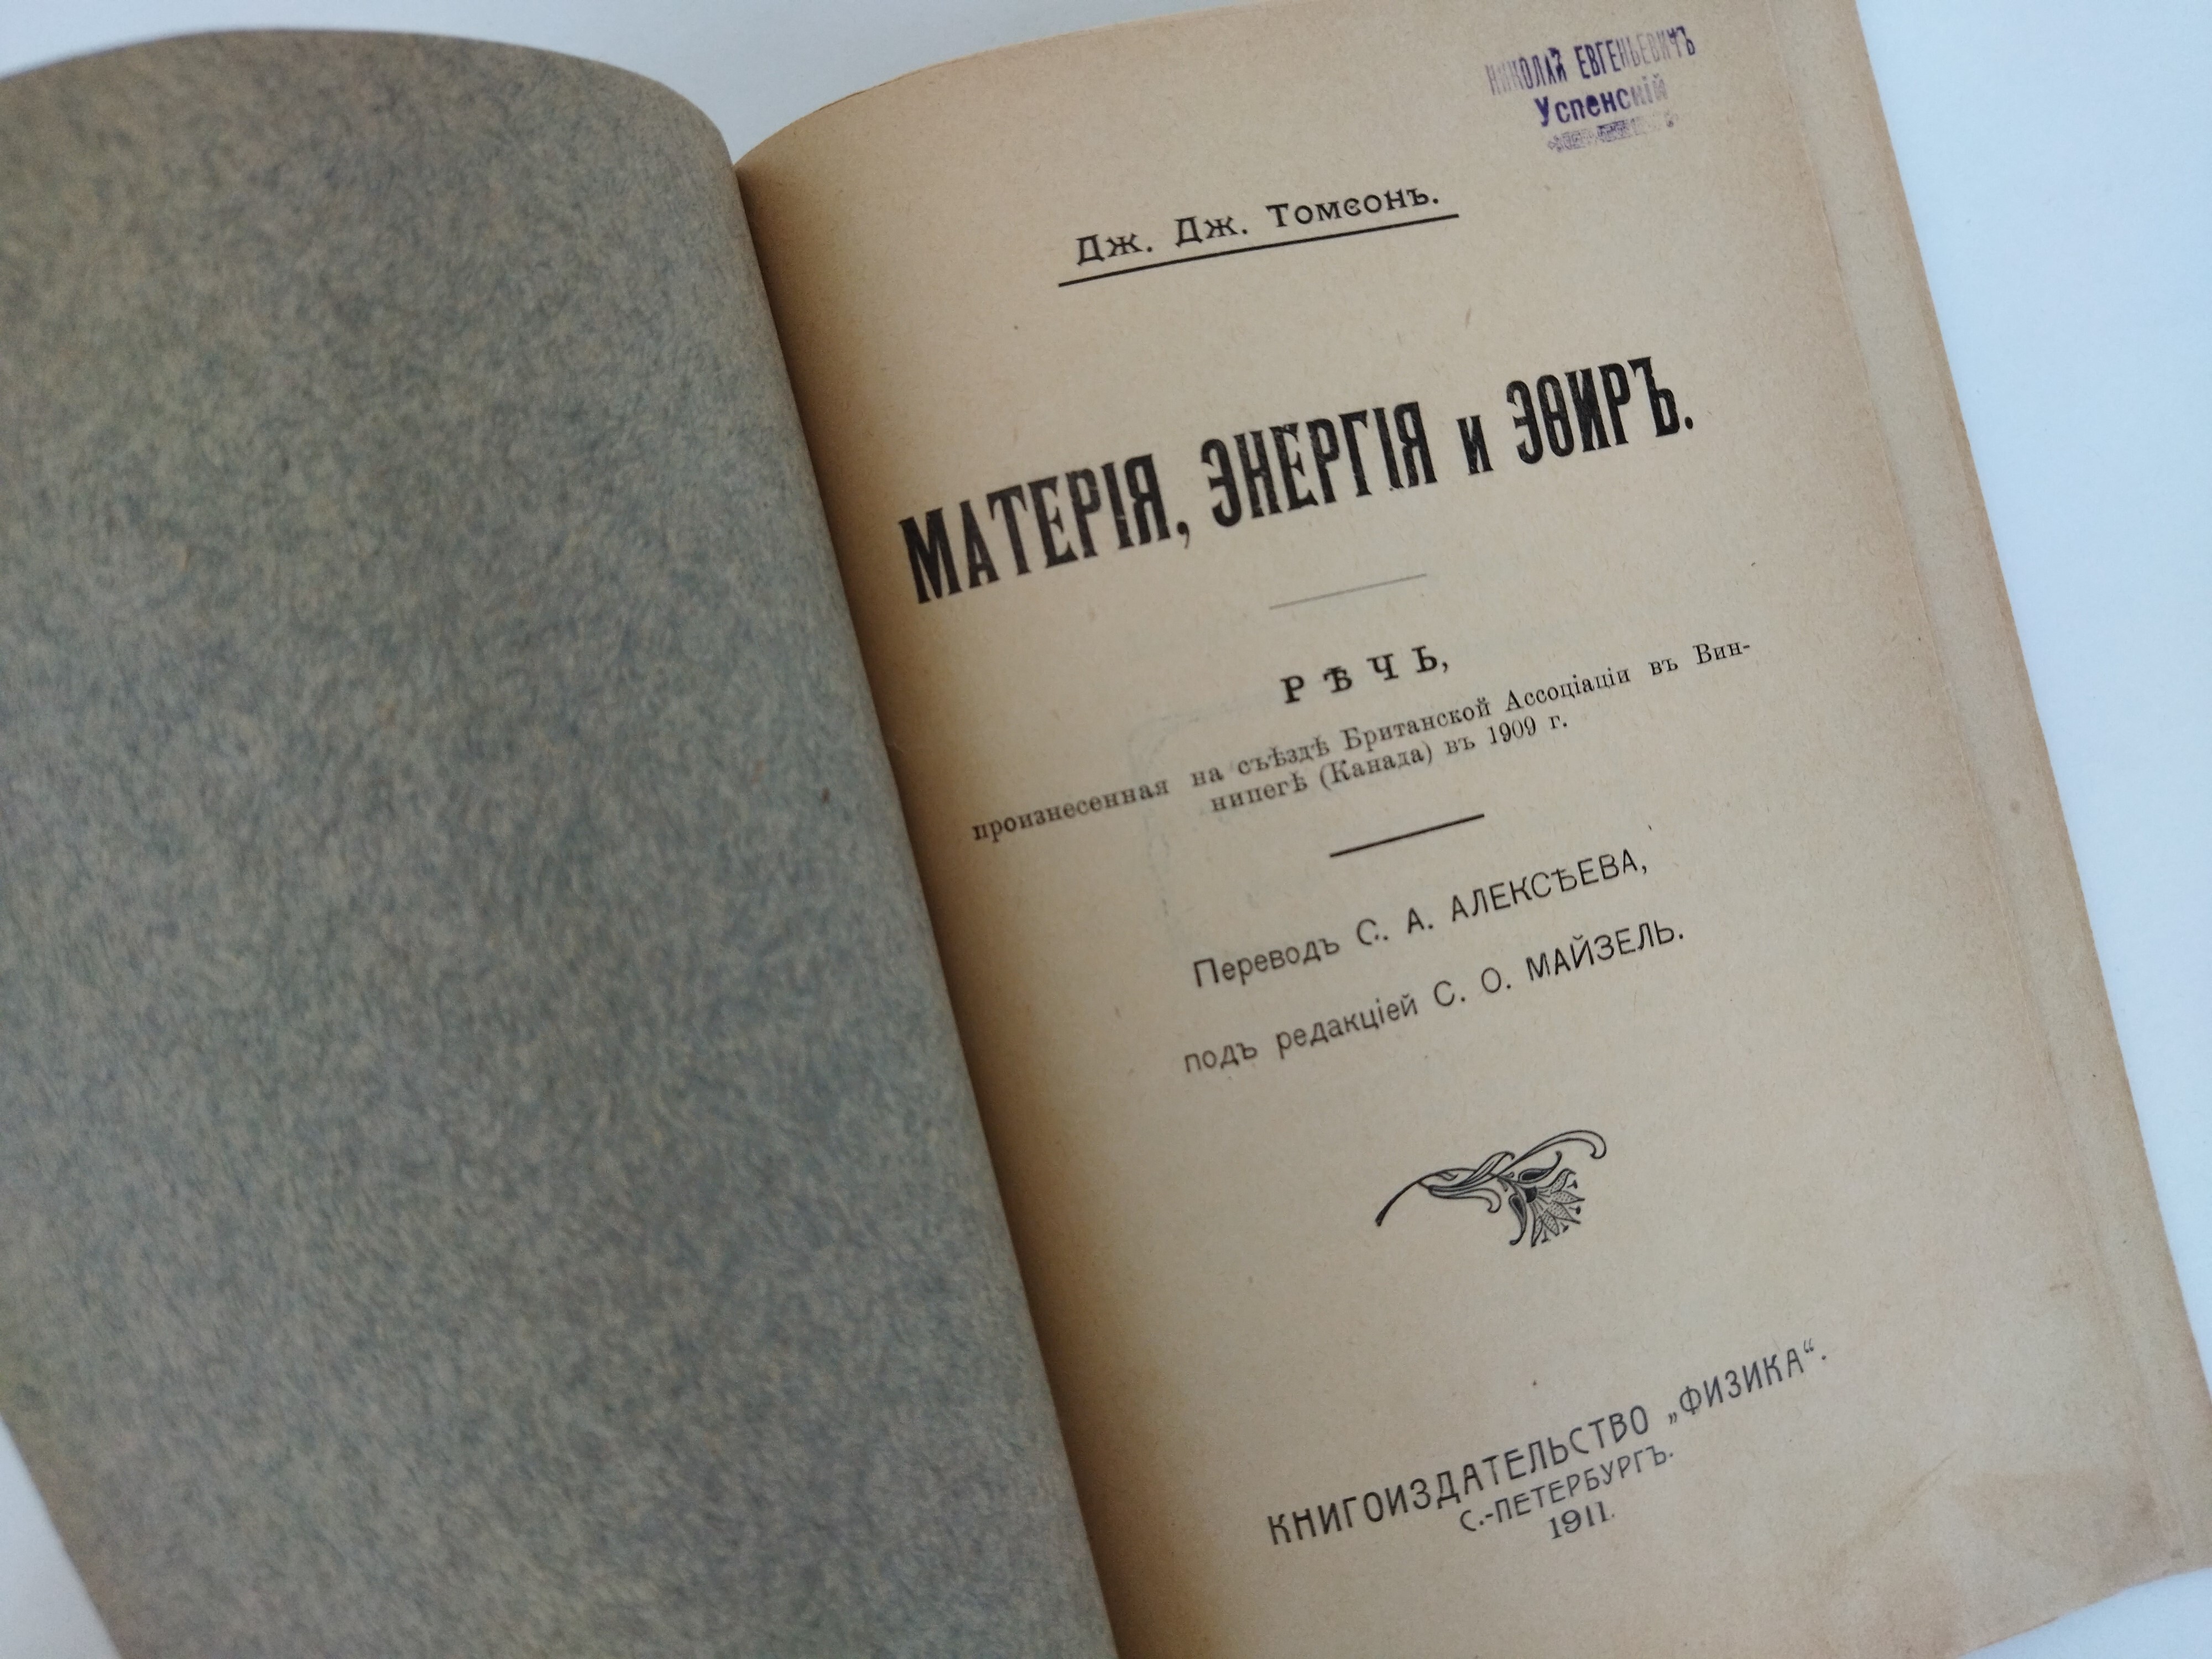 НИКОЛАЙ ЕВГЕНЬЕВИЧЪ
Успенскій
Дж. Дж. Томсонъ.
МАТЕРІЯ, ЭНЕРГІЯ и ЭѲИРЪ.
РѢЧЬ,
произнесенная на съѣздѣ Британской Ассоціаціи въ Вин-
нипегѣ (Канада) въ 1909 г.
Переводъ С. А. АЛЕКСѢЕВА,
подъ редакціей С. О. МАЙЗЕЛЬ.
КНИГОИЗДАТЕЛЬСТВО „ФИЗИКА“.
С.-ПЕТЕРБУРГЪ.
1911.